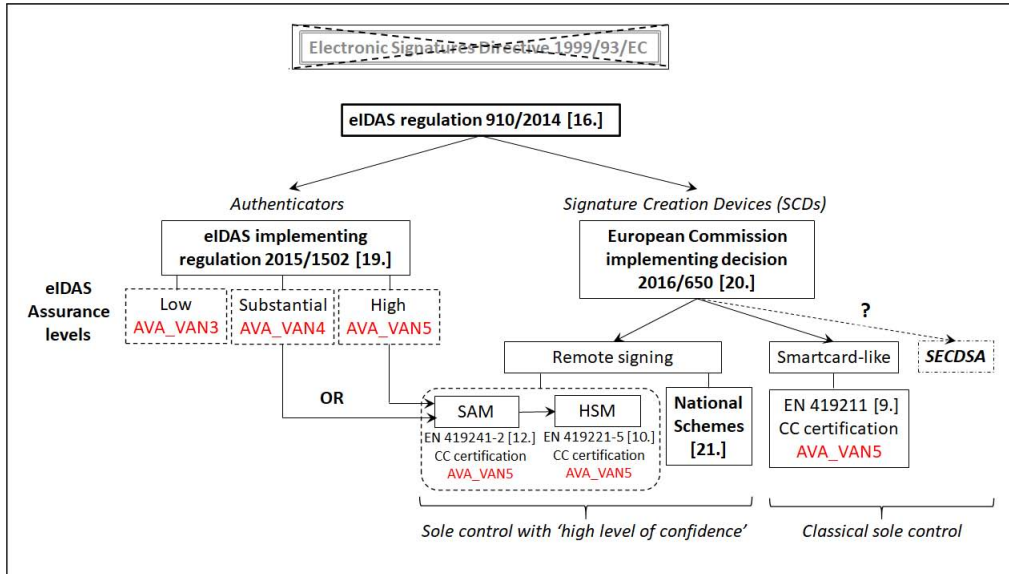 Electronic Signatures Directive 1999/93/EC
eIDAS regulation 910/2014 [16.]
Authenticators
Signature Creation Devices (SCDs)
eIDAS implementing
regulation 2015/1502 [19.]
European Commission
implementing decision
2016/650 [20.]
eIDAS
Assurance
levels
Low
AVA_VAN3
Substantial
AVA_VAN4
High
AVA_VAN5
?
Remote signing
Smartcard-like
SECDSA
OR
SAM
HSM
EN 419241-2 [12.]
CC certification
AVA_VAN5
EN 419221-5 [10.]
CC certification
AVA_VAN5
National
Schemes
[21.]
EN 419211 [9.]
CC certification
AVA_VAN5
Sole control with ‘high level of confidence’
Classical sole control